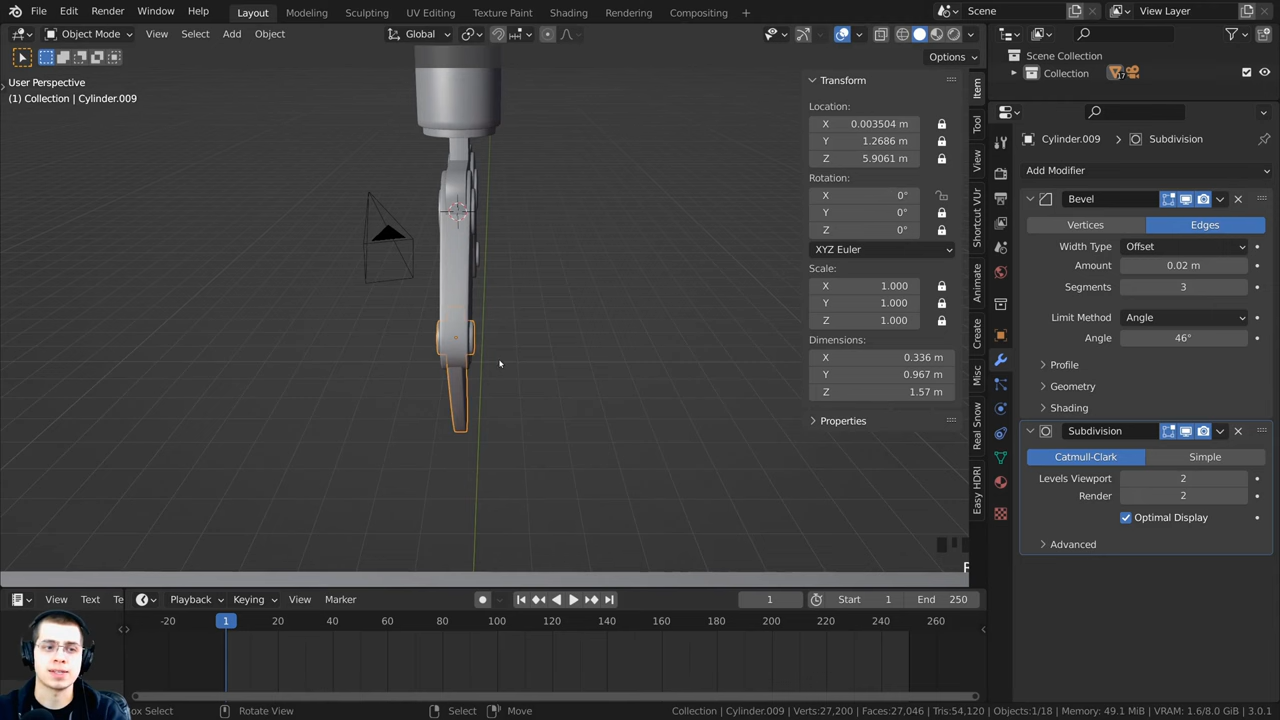 File Edit Render Window Help
Layout Modeling Sculpting UV Editing Texture Paint Shading Rendering Compositing +
Scene View Layer
Object Mode View Select Add Object Global
Options
User Perspective
(1) Collection | Cylinder.009
Transform
Location:
X 0.003504 m
Y 1.2686 m
Z 5.9061 m
Rotation:
X 0°
Y 0°
Z 0°
XYZ Euler
Scale:
X 1.000
Y 1.000
Z 1.000
Dimensions:
X 0.336 m
Y 0.967 m
Z 1.57 m
Properties
Item
Tool
View
Shortcut VUr
Animate
Create
Misc
Real Snow
Easy HDRI
Scene Collection
Collection 17
Cylinder.009 > Subdivision
Add Modifier
Bevel
Vertices Edges
Width Type Offset
Amount 0.02 m
Segments 3
Limit Method Angle
Angle 46°
Profile
Geometry
Shading
Subdivision
Catmull-Clark Simple
Levels Viewport 2
Render 2
Optimal Display
Advanced
View Text Te
Playback Keying View Marker
1 Start 1 End 250
-20 1 20 40 60 80 100 120 140 160 180 200 220 240 260
Box Select Rotate View Select Move
Collection | Cylinder.009 | Verts:27,200 | Faces:27,046 | Tris:54,120 | Objects:1/18 | Memory: 49.1 MiB | VRAM: 1.6/8.0 GiB | 3.0.1